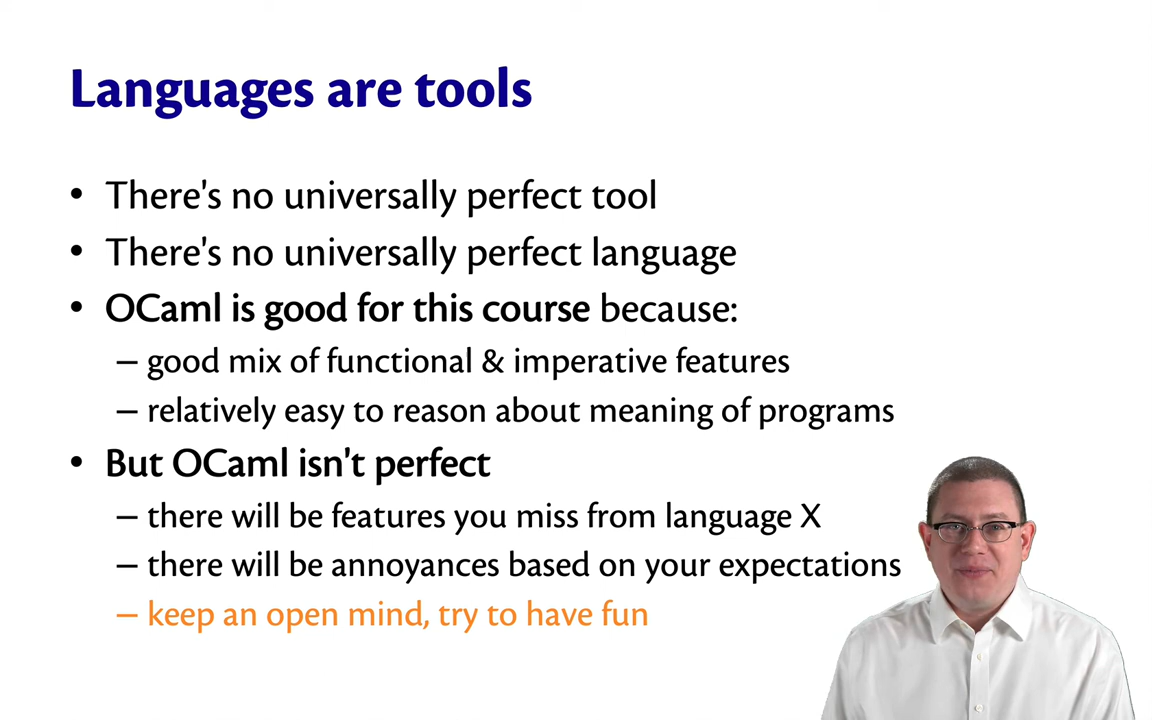 Languages are tools
• There's no universally perfect tool
• There's no universally perfect language
• OCaml is good for this course because:
– good mix of functional & imperative features
– relatively easy to reason about meaning of programs
• But OCaml isn't perfect
– there will be features you miss from language X
– there will be annoyances based on your expectations
– keep an open mind, try to have fun